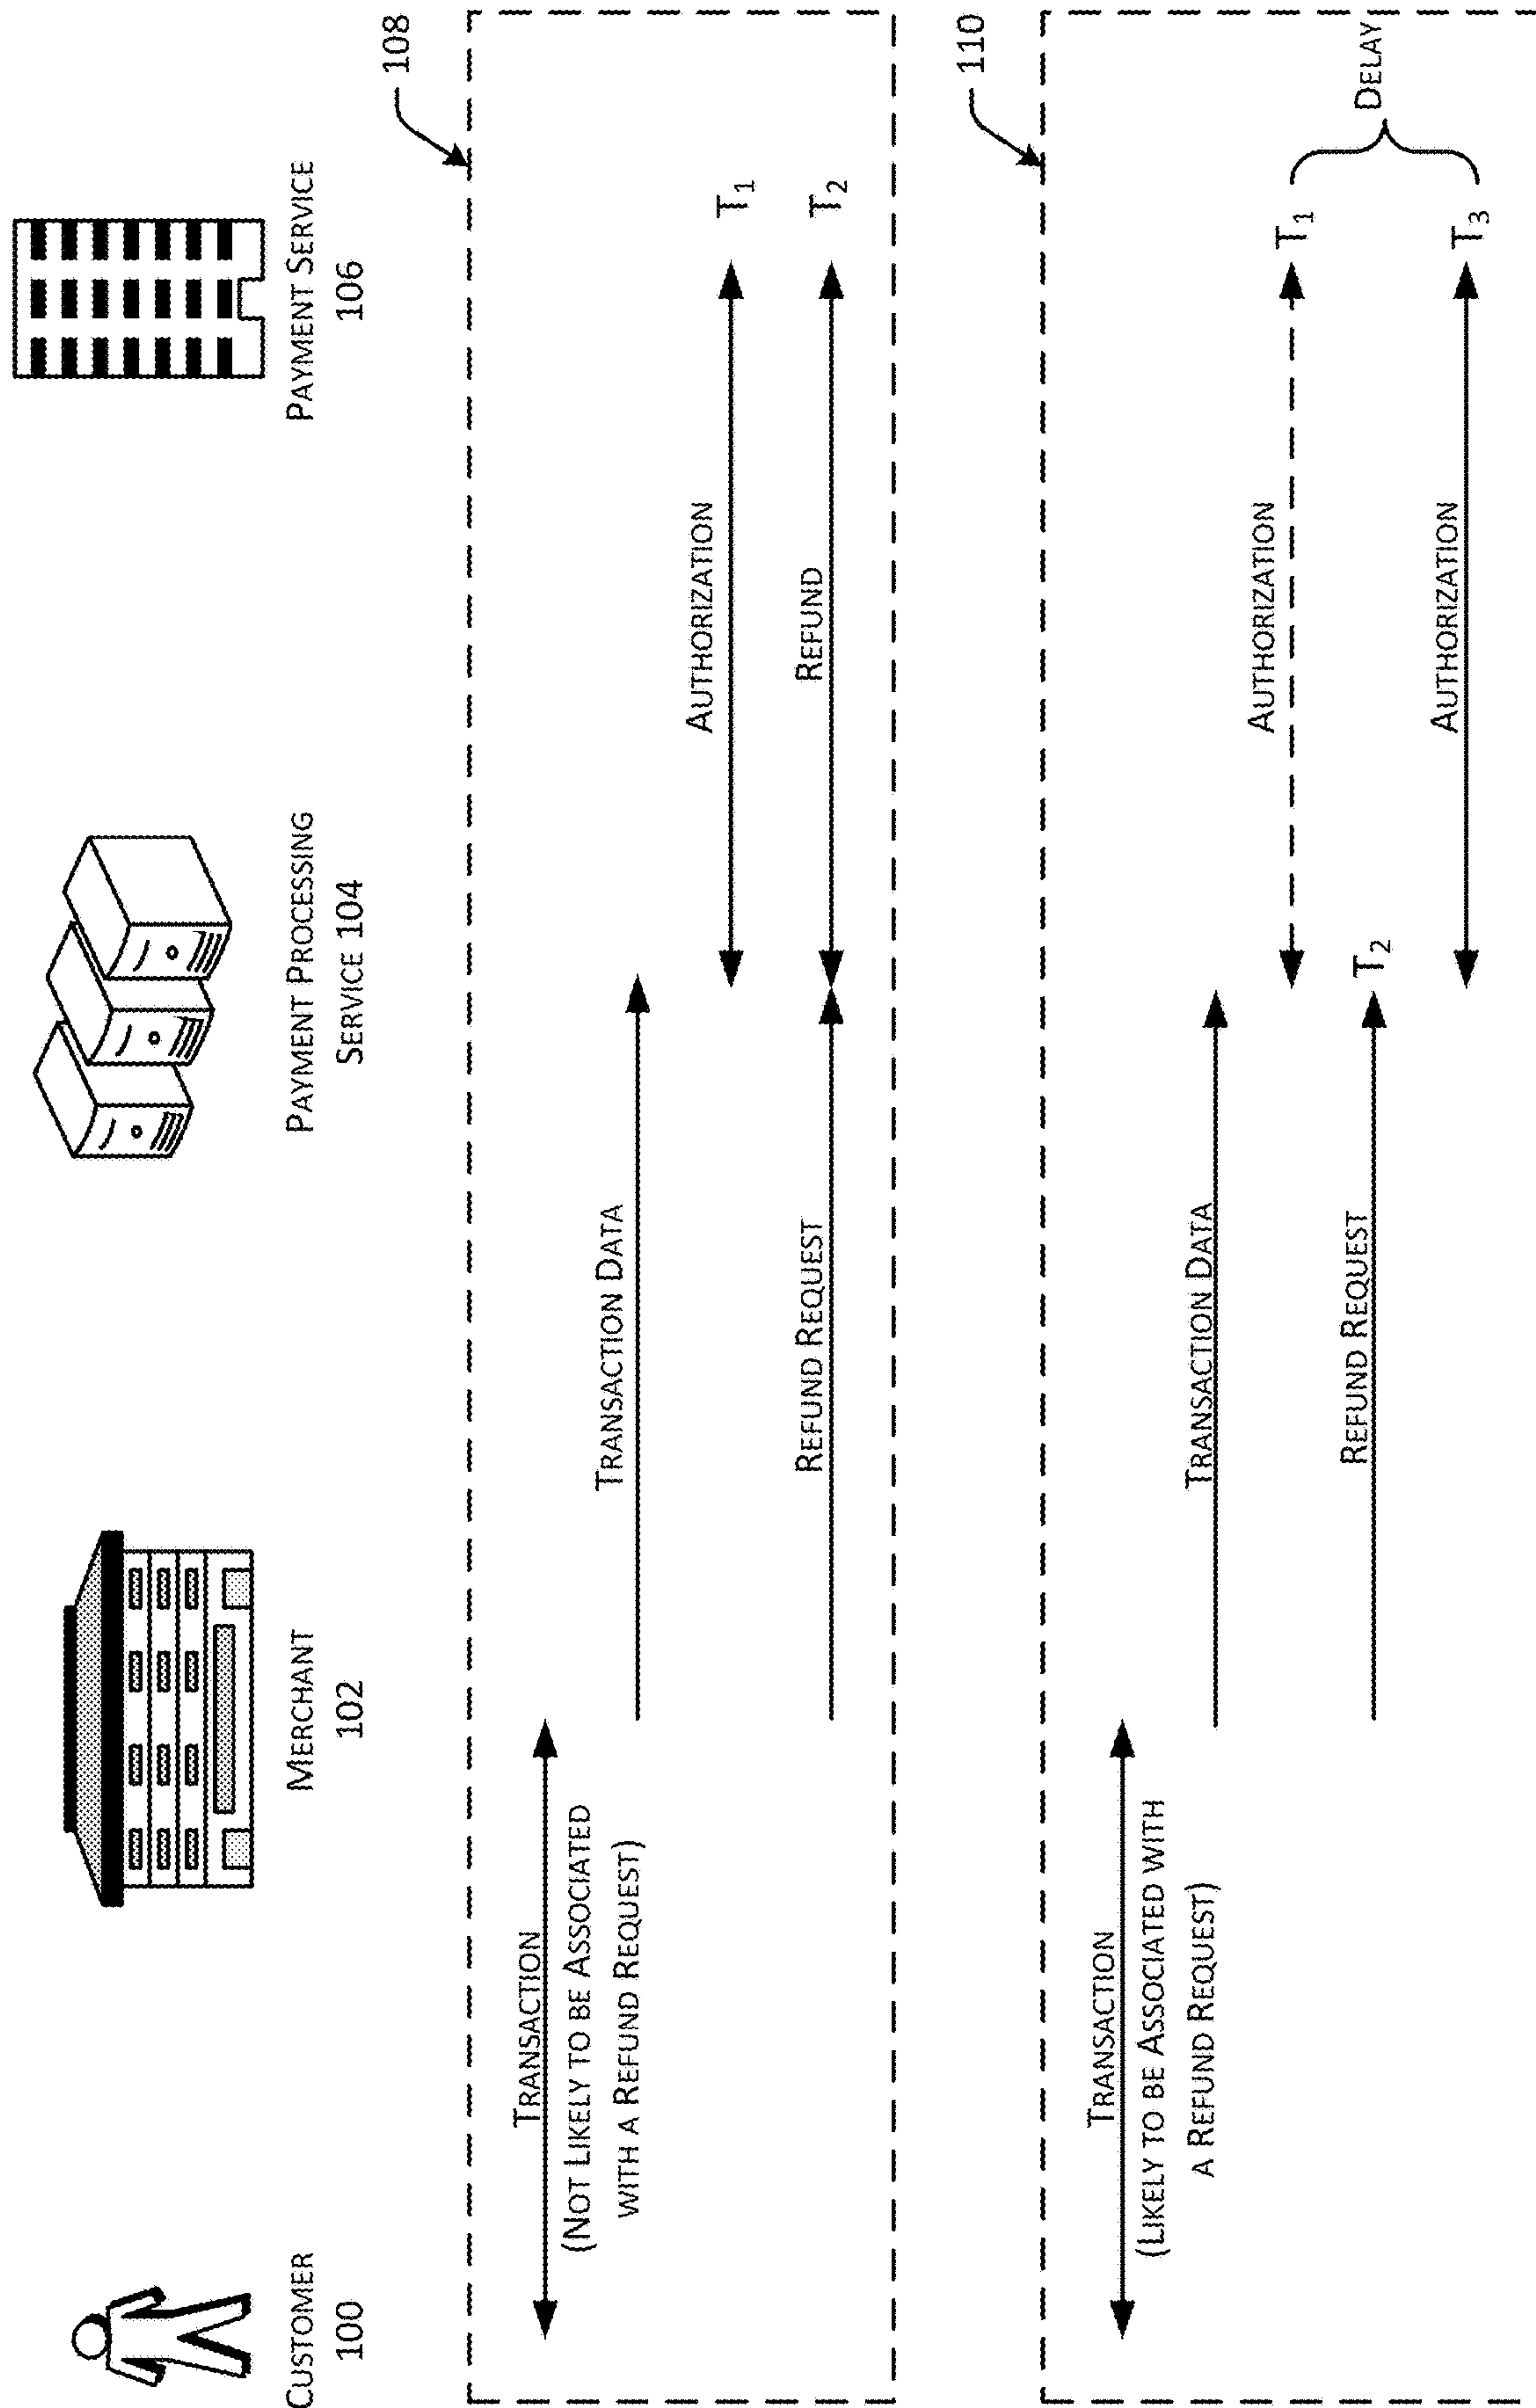 CUSTOMER
100
MERCHANT
102
PAYMENT PROCESSING
SERVICE 104
PAYMENT SERVICE
106
108
TRANSACTION
(NOT LIKELY TO BE ASSOCIATED
WITH A REFUND REQUEST)
TRANSACTION DATA
AUTHORIZATION
T1
REFUND REQUEST
REFUND
T2
110
TRANSACTION
(LIKELY TO BE ASSOCIATED WITH
A REFUND REQUEST)
TRANSACTION DATA
AUTHORIZATION
T1
REFUND REQUEST
T2
DELAY
AUTHORIZATION
T3